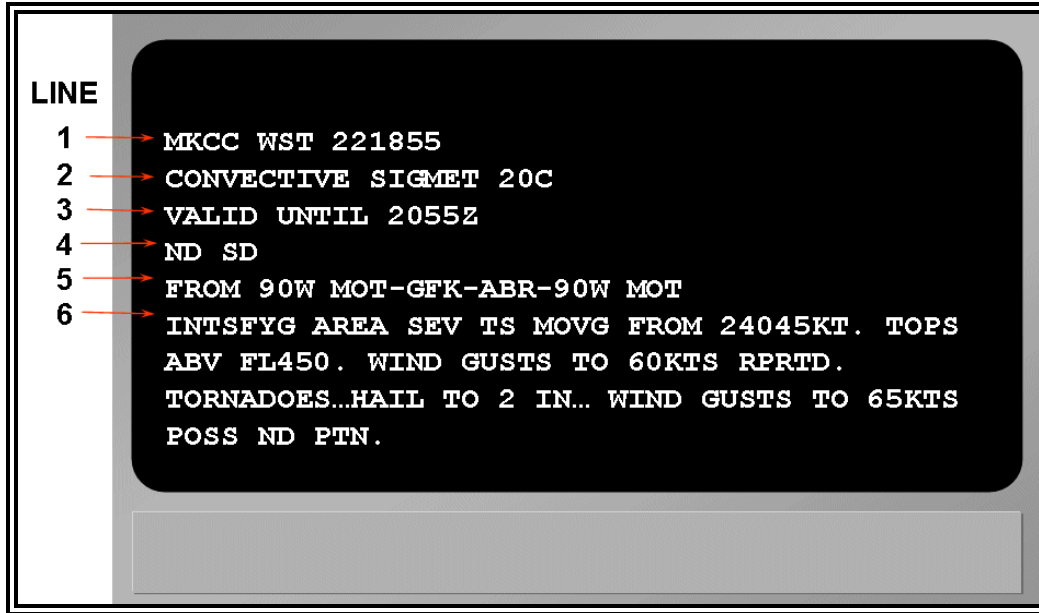 LINE
1 MKCC WST 221855
2 CONVECTIVE SIGMET 20C
3 VALID UNTIL 2055Z
4 ND SD
5 FROM 90W MOT-GFK-ABR-90W MOT
6 INTSFYG AREA SEV TS MOVG FROM 24045KT. TOPS
ABV FL450. WIND GUSTS TO 60KTS RPRTD.
TORNADOES…HAIL TO 2 IN… WIND GUSTS TO 65KTS
POSS ND PTN.